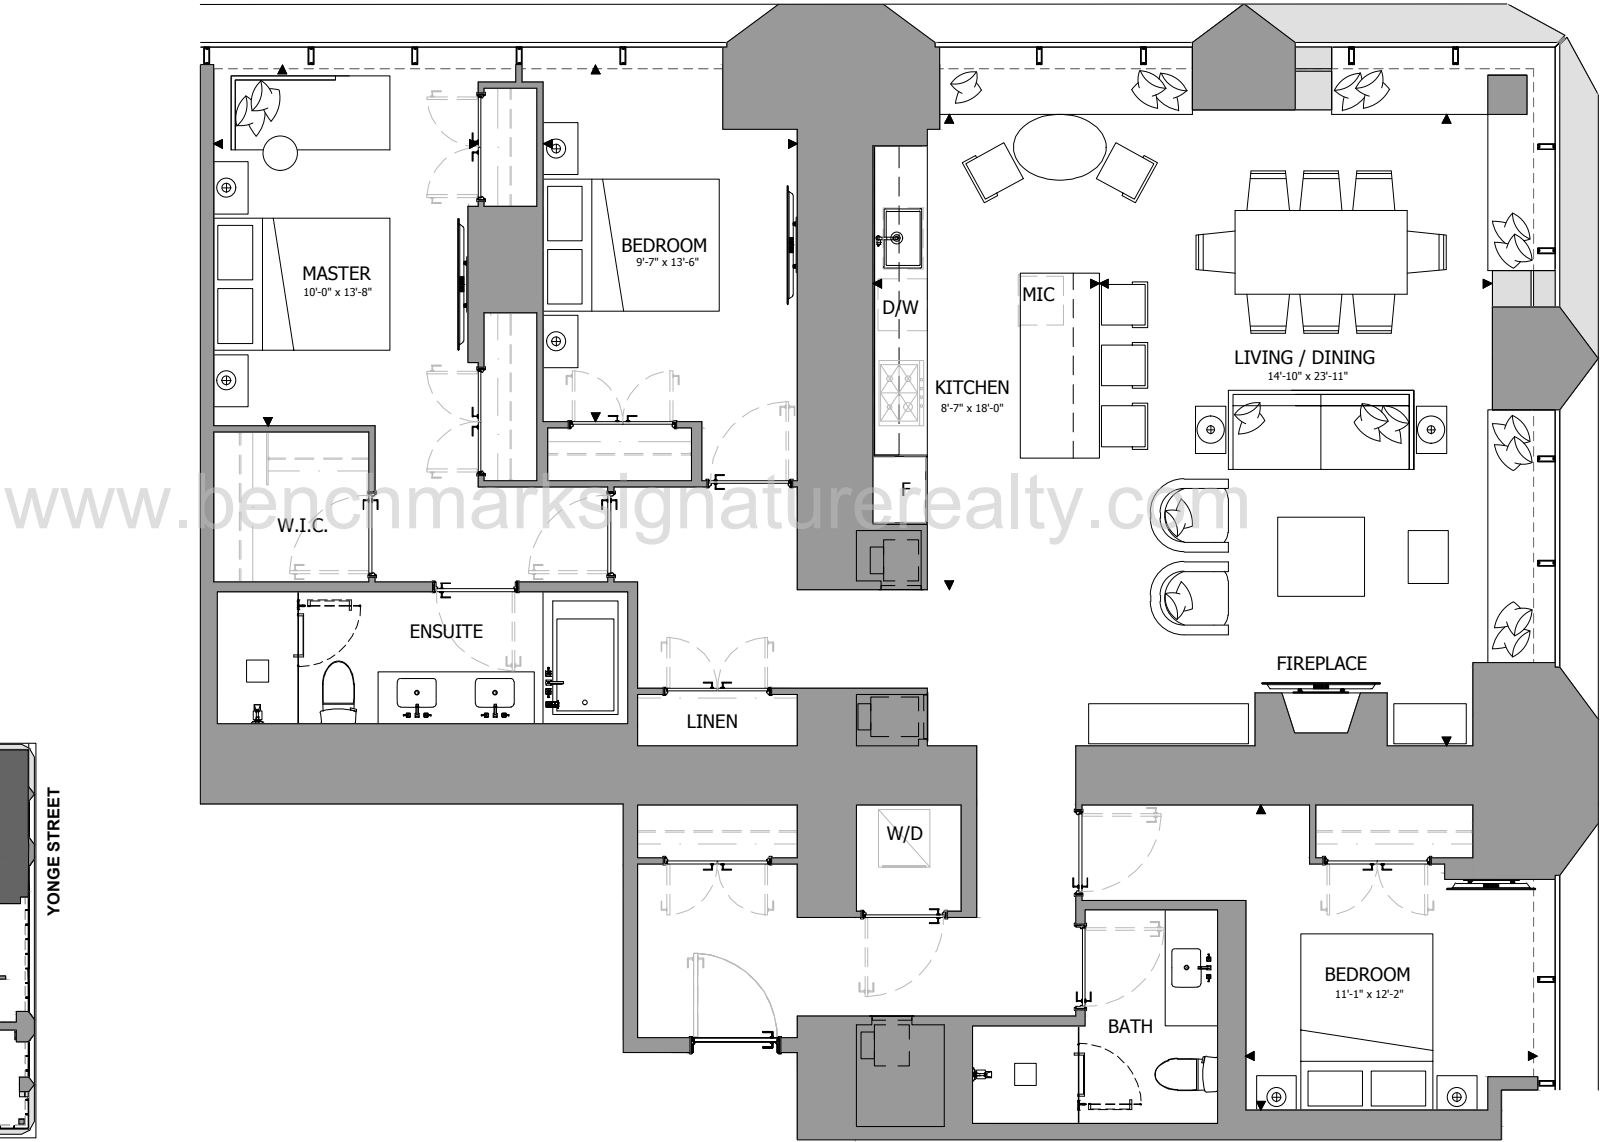 MASTER
10'-0" x 13'-8"
BEDROOM
9'-7" x 13'-6"
D/W
MIC
KITCHEN
8'-7" x 18'-0"
LIVING / DINING
14'-10" x 23'-11"
F
www.benchmarksignaturerealty.com
W.I.C.
ENSUITE
LINEN
FIREPLACE
W/D
BEDROOM
11'-1" x 12'-2"
BATH
YONGE STREET